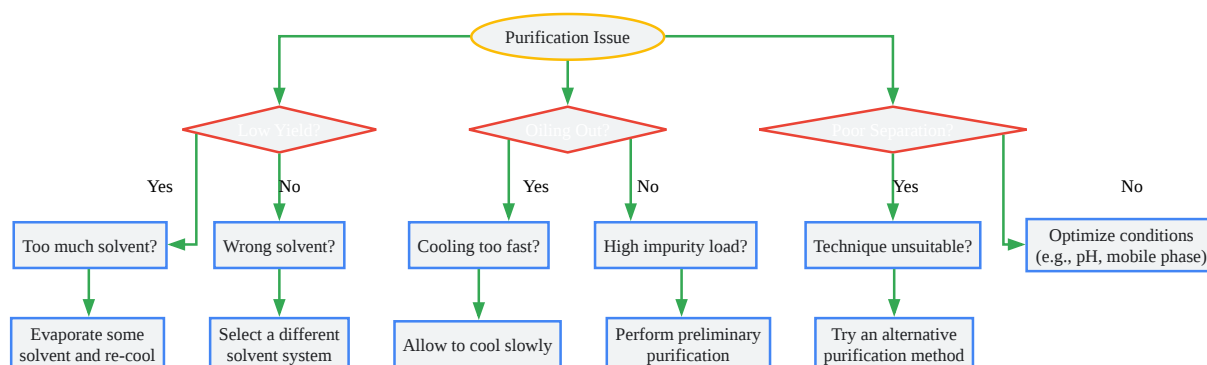 Purification Issue
Low Yield?
Oiling Out?
Poor Separation?
Yes
No
Yes
No
Yes
No
Too much solvent?
Wrong solvent?
Cooling too fast?
High impurity load?
Technique unsuitable?
Optimize conditions
(e.g., pH, mobile phase)
Evaporate some
solvent and re-cool
Select a different
solvent system
Allow to cool slowly
Perform preliminary
purification
Try an alternative
purification method